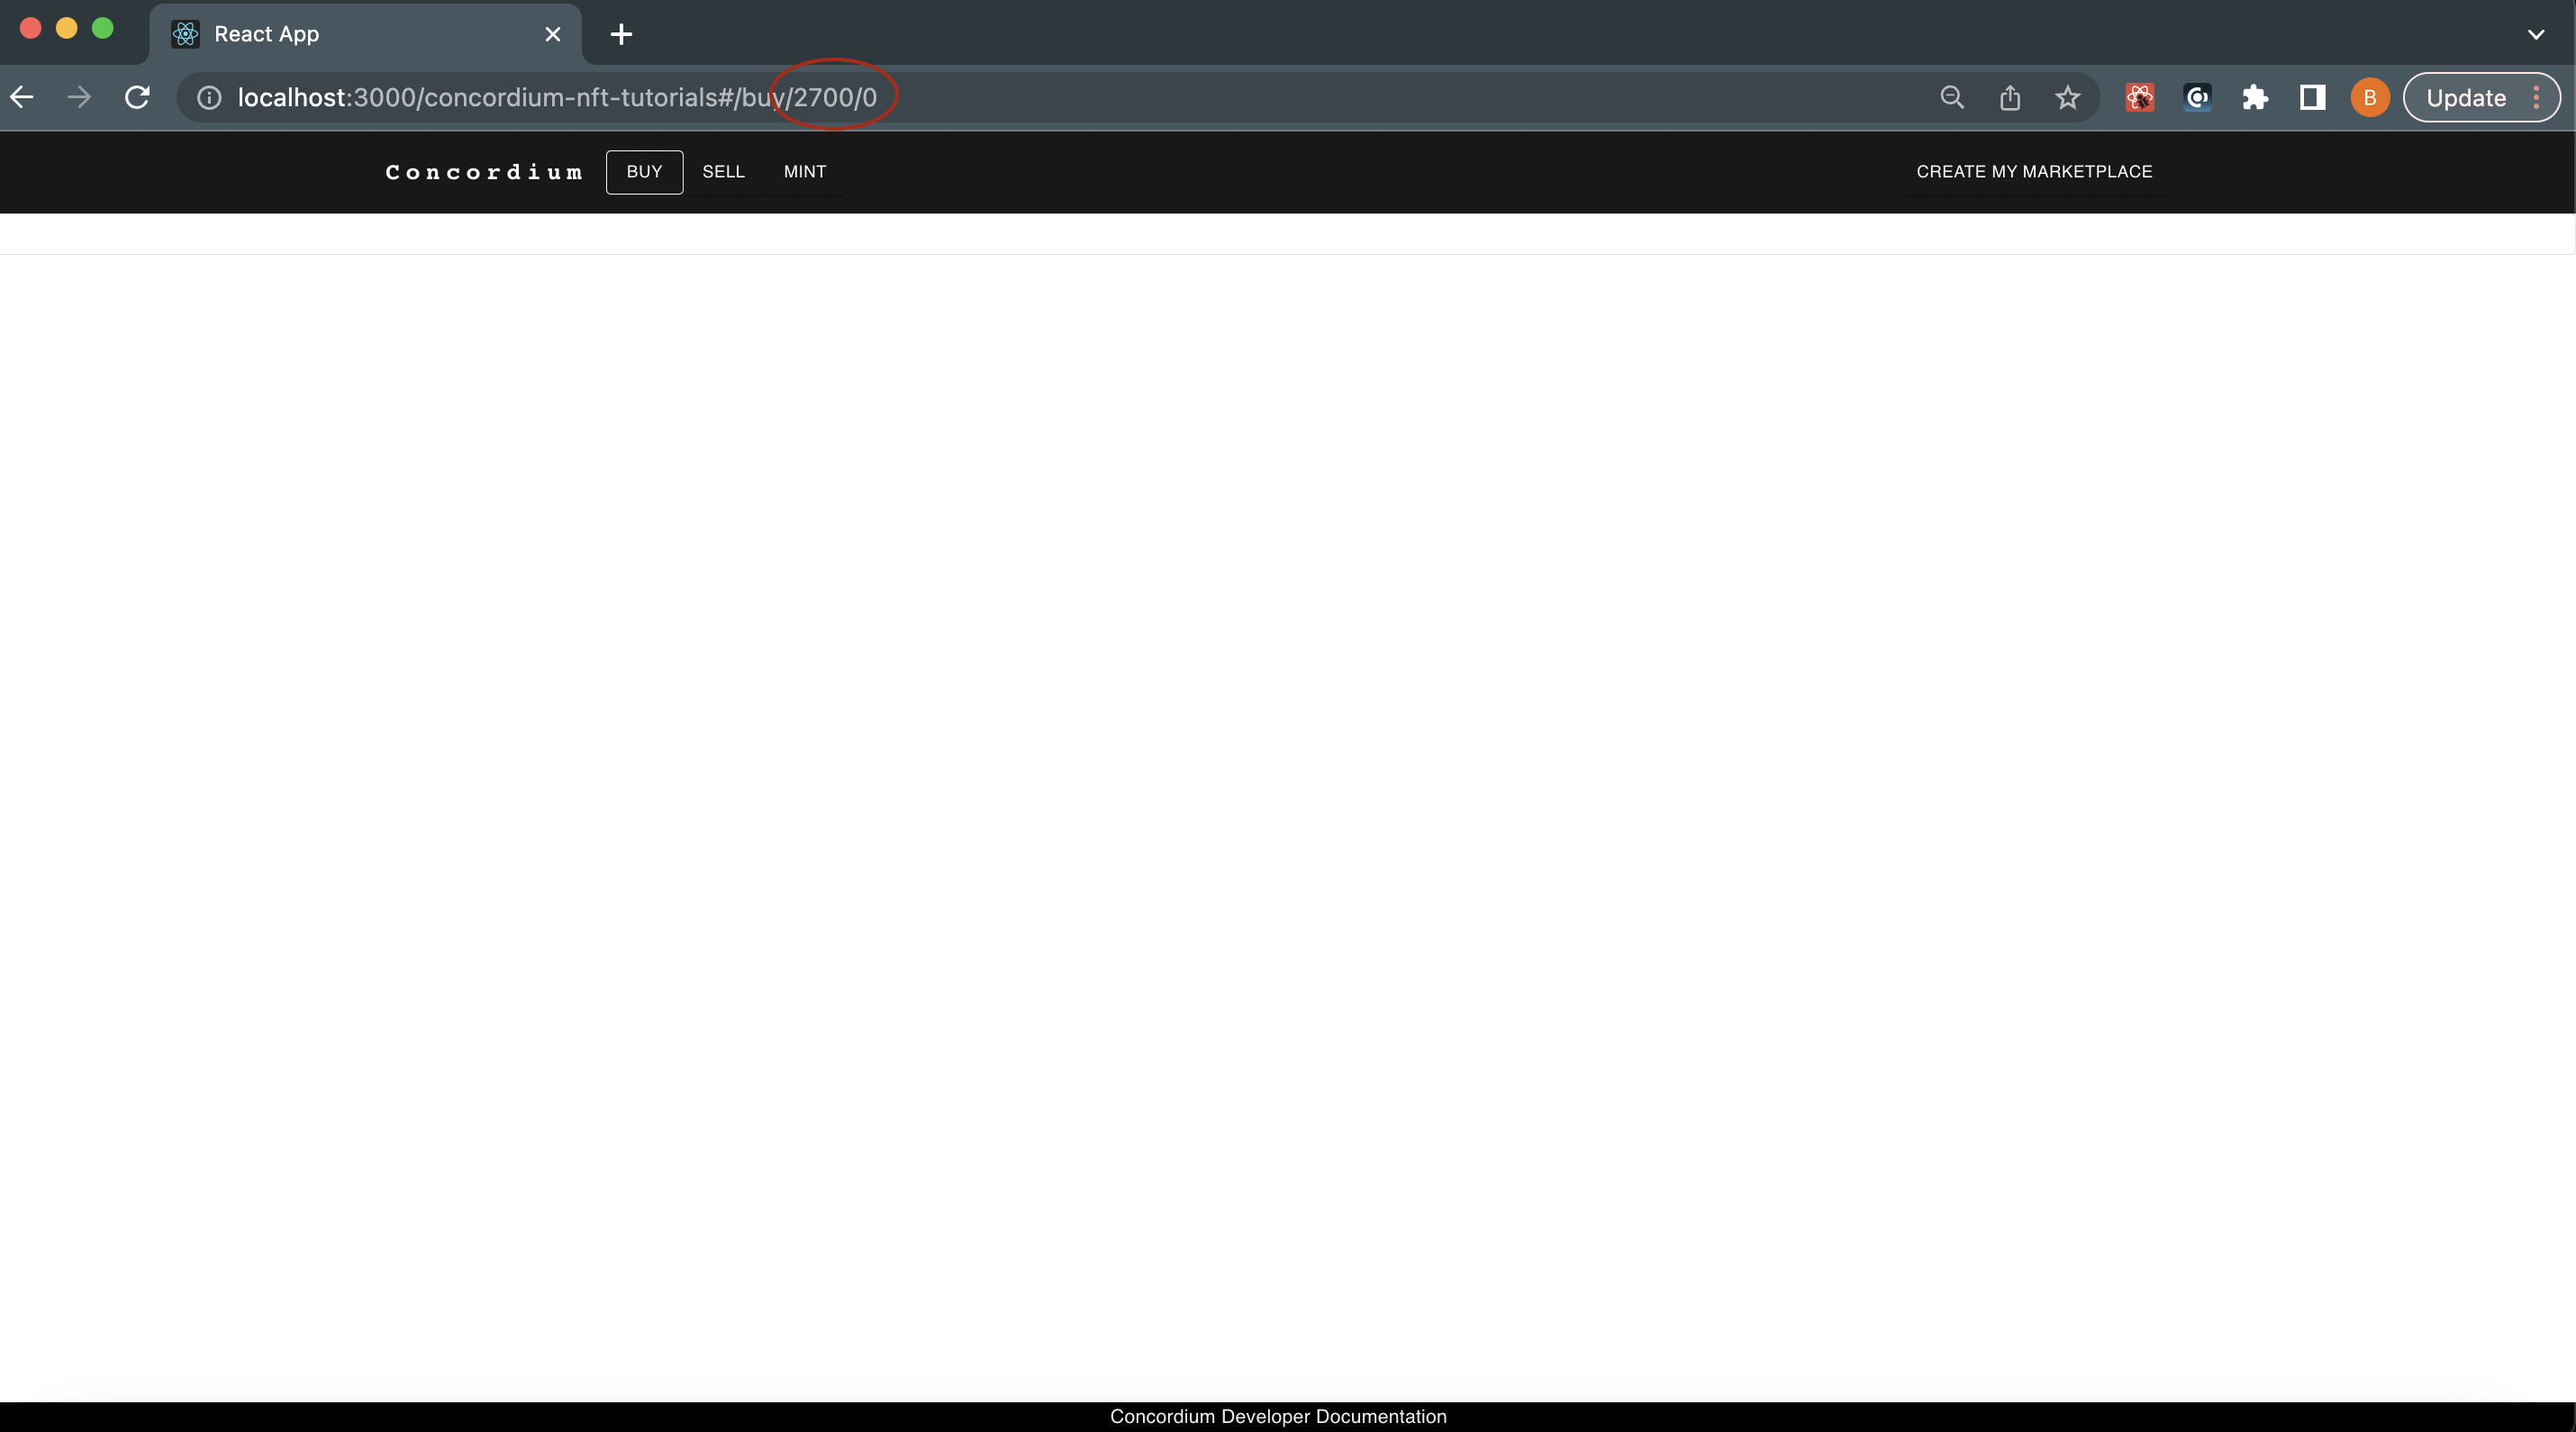 React App
localhost:3000/concordium-nft-tutorials#/buy/2700/0
B
Update
Concordium
BUY
SELL
MINT
CREATE MY MARKETPLACE
Concordium Developer Documentation